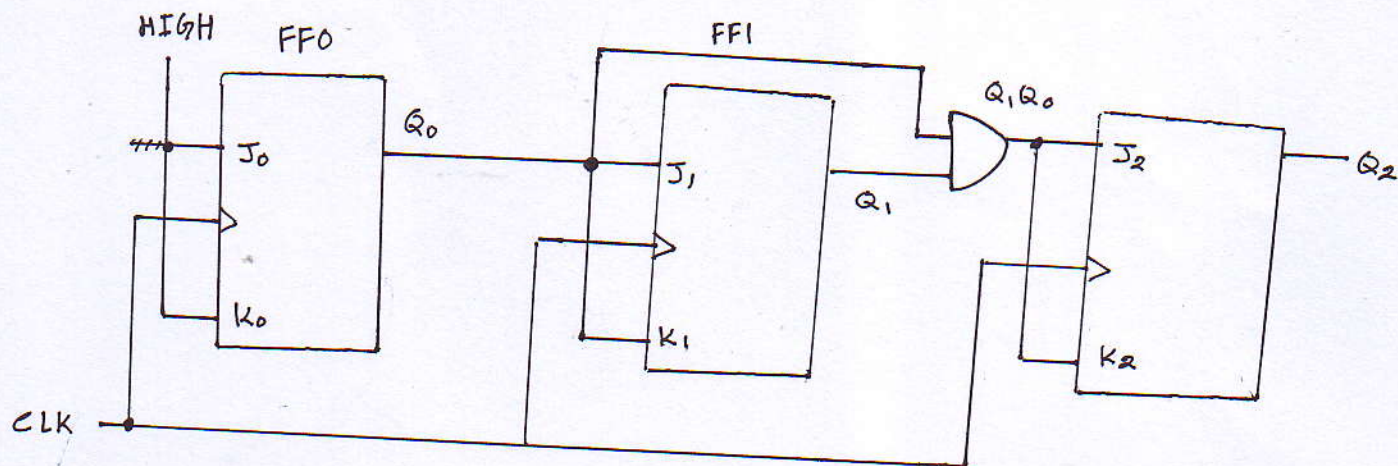 HIGH
FF0
FF1
Q₀
Q₁Q₀
J₀
J₁
J₂
Q₂
Q₁
K₀
K₁
K₂
CLK